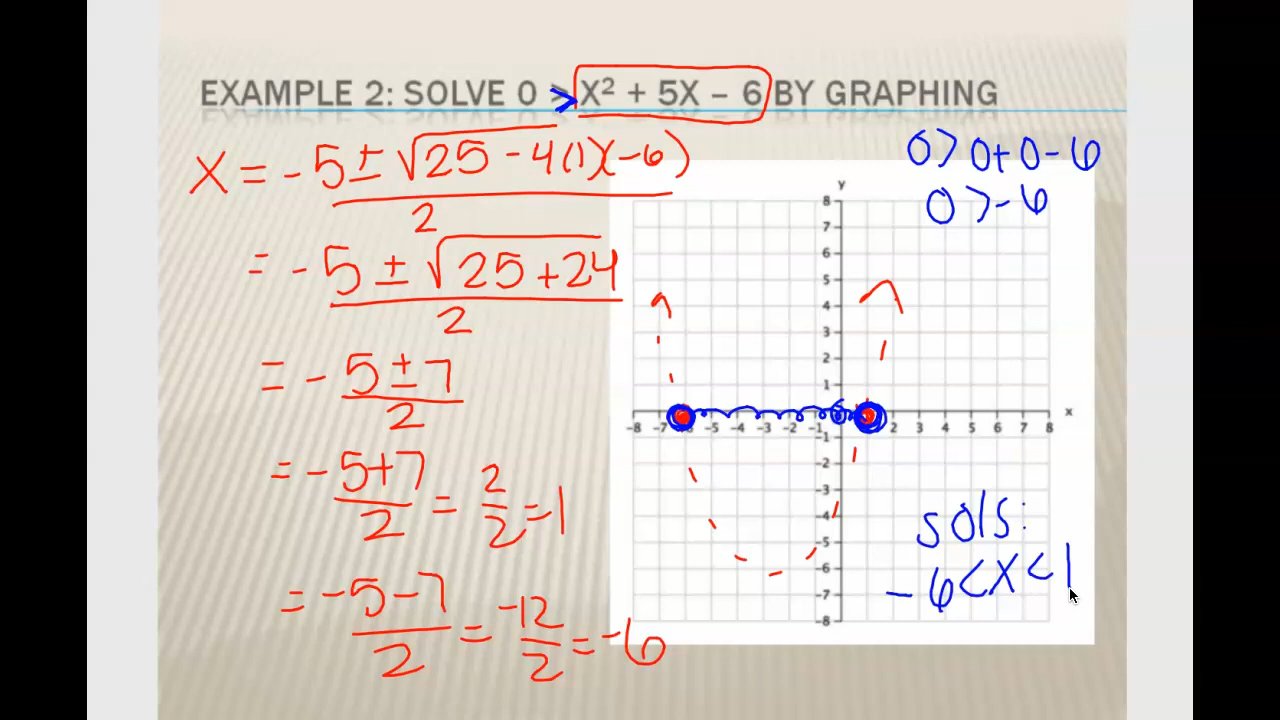 EXAMPLE 2: SOLVE 0 > X² + 5X – 6 BY GRAPHING
x = -5 ± √25 - 4(1)(-6)
2
= -5 ± √25 + 24
2
= -5 ± 7
2
= -5+7
2
= 2
2
= 1
= -5-7
2
= -12
2
= -6
0 > 0+0-6
0 > -6
y
8
7
6
5
4
3
2
1
-8 -7 -5 -4 -3 -2 -1 2 3 4 5 6 7 8 x
-1
-2
-3
-4
-5
-6
-7
-8
sols:
-6 < x < 1